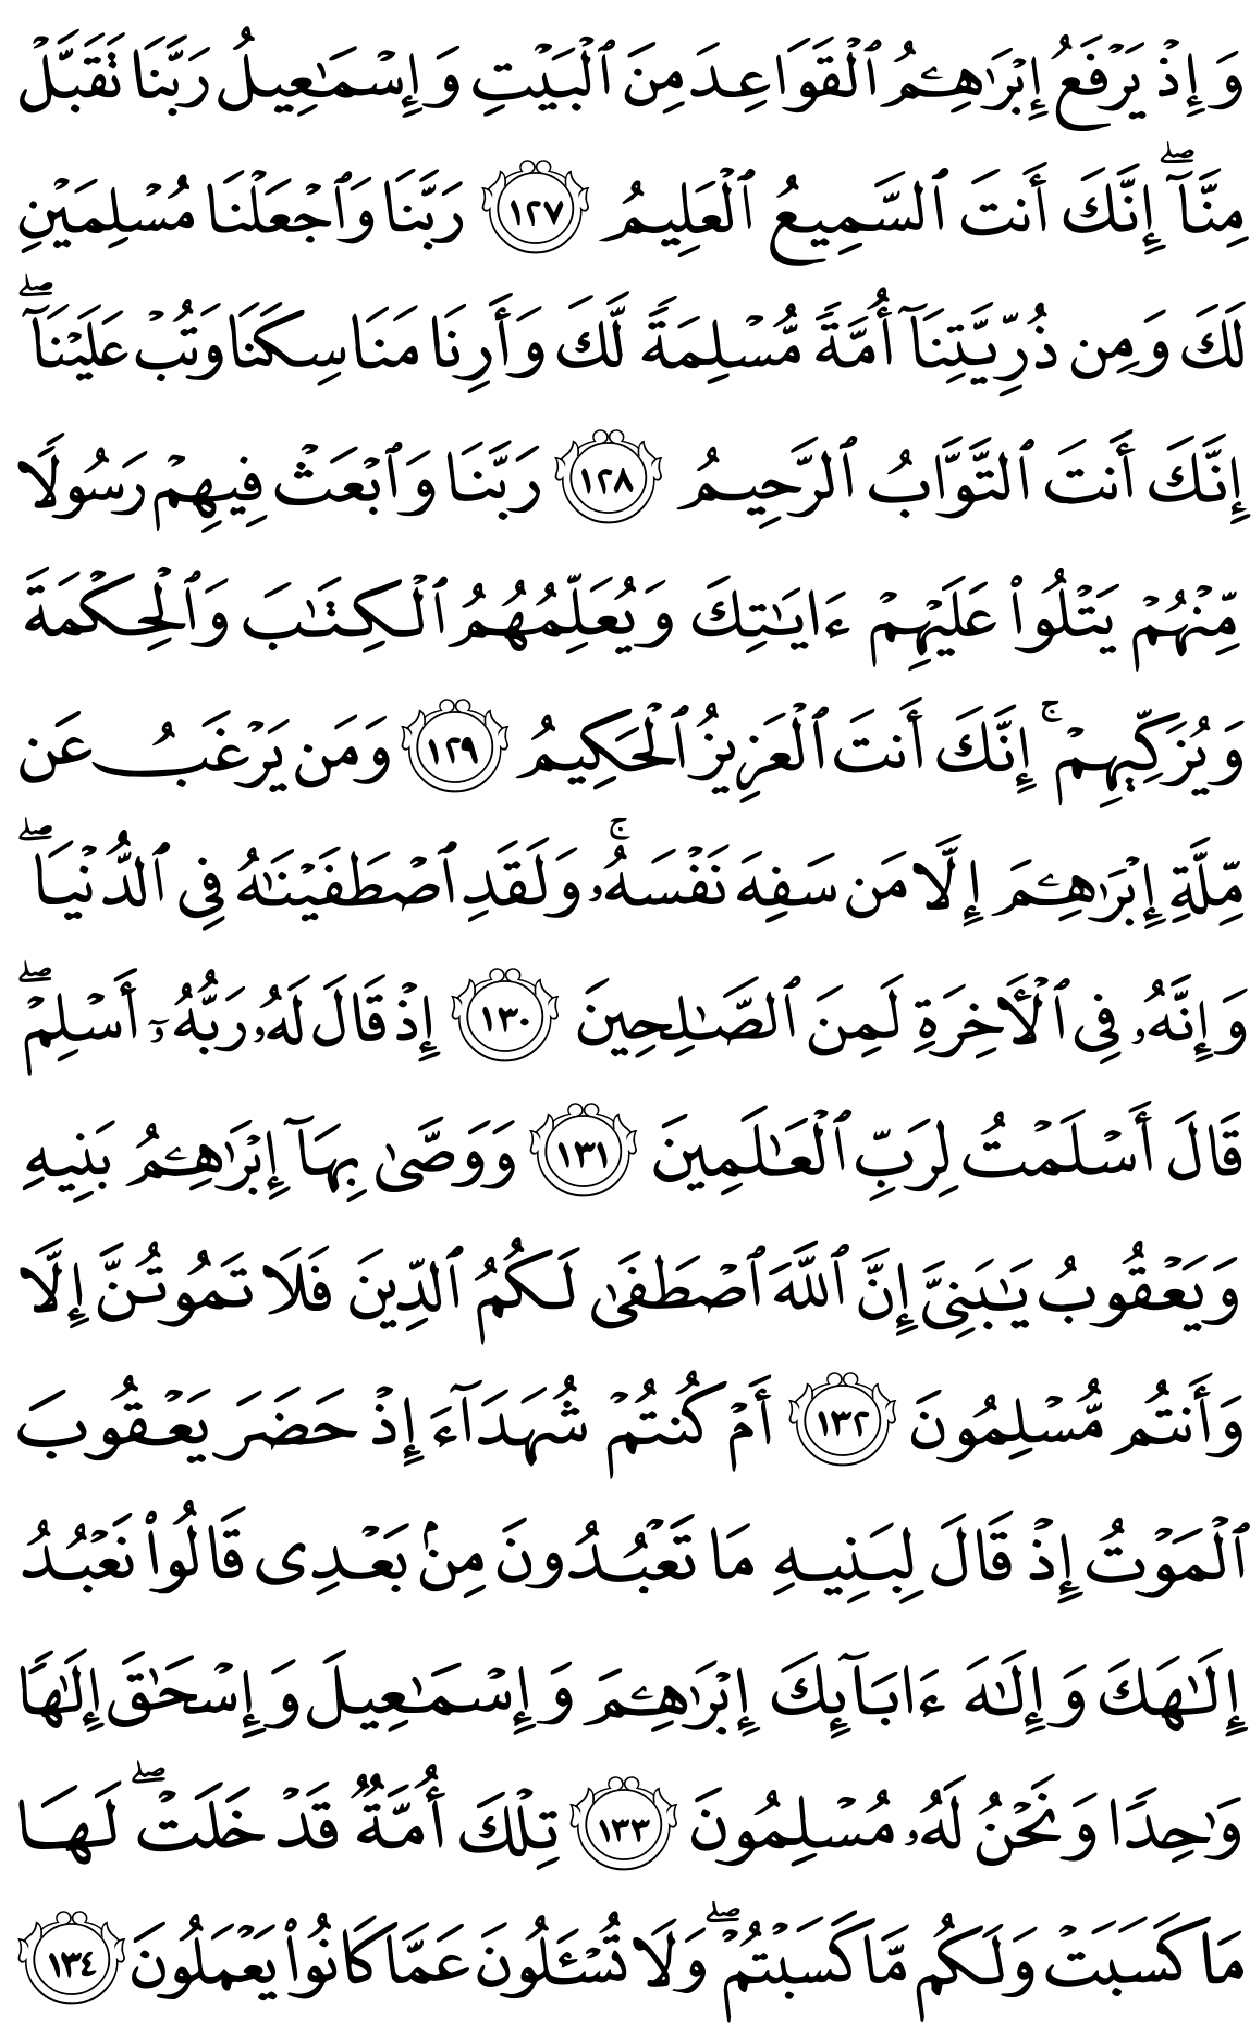 وَإِذْ يَرْفَعُ إِبْرَٰهِـۧمُ ٱلْقَوَاعِدَ مِنَ ٱلْبَيْتِ وَإِسْمَـٰعِيلُ رَبَّنَا تَقَبَّلْ
مِنَّآ ۖ إِنَّكَ أَنتَ ٱلسَّمِيعُ ٱلْعَلِيمُ ١٢٧ رَبَّنَا وَٱجْعَلْنَا مُسْلِمَيْنِ
لَكَ وَمِن ذُرِّيَّتِنَآ أُمَّةً مُّسْلِمَةً لَّكَ وَأَرِنَا مَنَاسِكَنَا وَتُبْ عَلَيْنَآ ۖ
إِنَّكَ أَنتَ ٱلتَّوَّابُ ٱلرَّحِيمُ ١٢٨ رَبَّنَا وَٱبْعَثْ فِيهِمْ رَسُولًا
مِّنْهُمْ يَتْلُوا۟ عَلَيْهِمْ ءَايَـٰتِكَ وَيُعَلِّمُهُمُ ٱلْكِتَـٰبَ وَٱلْحِكْمَةَ
وَيُزَكِّيهِمْ ۚ إِنَّكَ أَنتَ ٱلْعَزِيزُ ٱلْحَكِيمُ ١٢٩ وَمَن يَرْغَبُ عَن
مِّلَّةِ إِبْرَٰهِـۧمَ إِلَّا مَن سَفِهَ نَفْسَهُۥ ۚ وَلَقَدِ ٱصْطَفَيْنَـٰهُ فِى ٱلدُّنْيَا ۖ
وَإِنَّهُۥ فِى ٱلْـَٔاخِرَةِ لَمِنَ ٱلصَّـٰلِحِينَ ١٣٠ إِذْ قَالَ لَهُۥ رَبُّهُۥٓ أَسْلِمْ ۖ
قَالَ أَسْلَمْتُ لِرَبِّ ٱلْعَـٰلَمِينَ ١٣١ وَوَصَّىٰ بِهَآ إِبْرَٰهِـۧمُ بَنِيهِ
وَيَعْقُوبُ يَـٰبَنِىَّ إِنَّ ٱللَّهَ ٱصْطَفَىٰ لَكُمُ ٱلدِّينَ فَلَا تَمُوتُنَّ إِلَّا
وَأَنتُم مُّسْلِمُونَ ١٣٢ أَمْ كُنتُمْ شُهَدَآءَ إِذْ حَضَرَ يَعْقُوبَ
ٱلْمَوْتُ إِذْ قَالَ لِبَنِيهِ مَا تَعْبُدُونَ مِنۢ بَعْدِى قَالُوا۟ نَعْبُدُ
إِلَـٰهَكَ وَإِلَـٰهَ ءَابَآئِكَ إِبْرَٰهِـۧمَ وَإِسْمَـٰعِيلَ وَإِسْحَـٰقَ إِلَـٰهًا
وَٰحِدًا وَنَحْنُ لَهُۥ مُسْلِمُونَ ١٣٣ تِلْكَ أُمَّةٌ قَدْ خَلَتْ ۖ لَهَا
مَا كَسَبَتْ وَلَكُم مَّا كَسَبْتُمْ ۖ وَلَا تُسْـَٔلُونَ عَمَّا كَانُوا۟ يَعْمَلُونَ ١٣٤